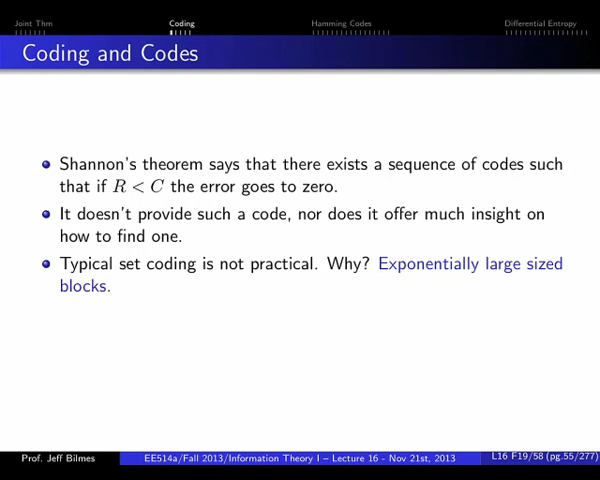 Joint Thm Coding Hamming Codes Differential Entropy
Coding and Codes
Shannon's theorem says that there exists a sequence of codes such
that if R < C the error goes to zero.
It doesn't provide such a code, nor does it offer much insight on
how to find one.
Typical set coding is not practical. Why? Exponentially large sized
blocks.
Prof. Jeff Bilmes EE514a/Fall 2013/Information Theory I – Lecture 16 - Nov 21st, 2013 L16 F19/58 (pg.55/277)